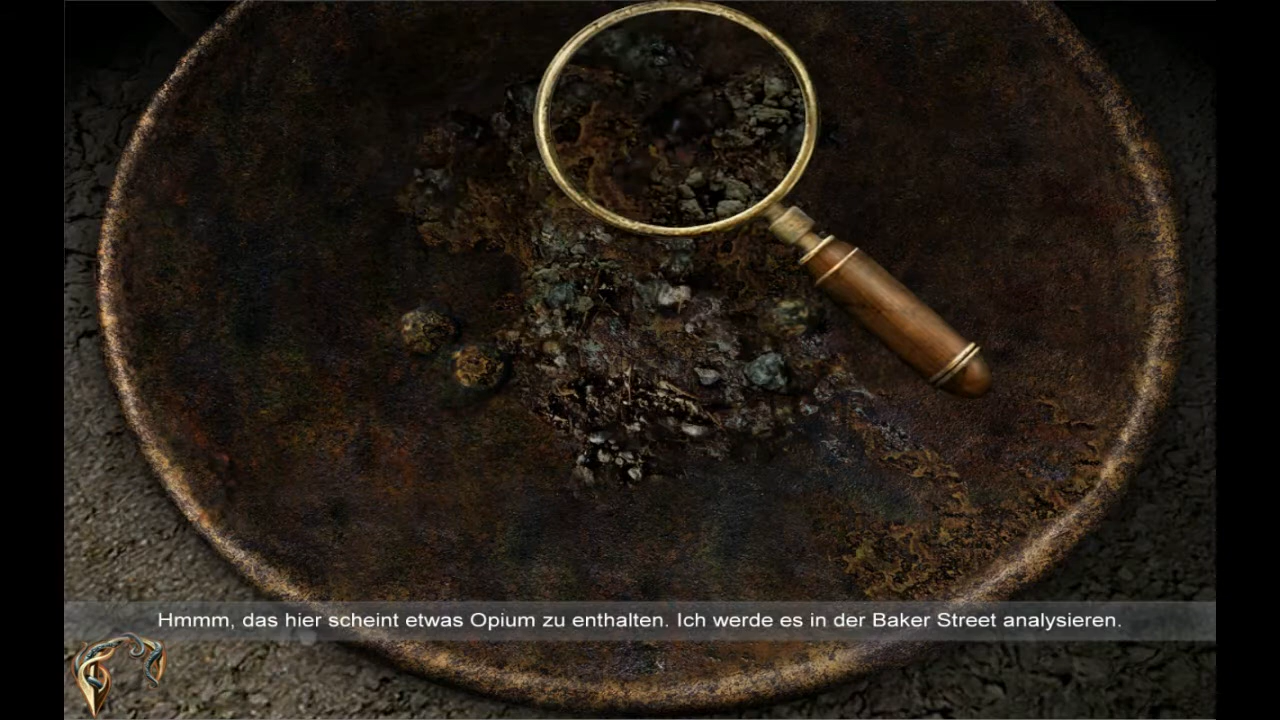 Hmmm, das hier scheint etwas Opium zu enthalten. Ich werde es in der Baker Street analysieren.